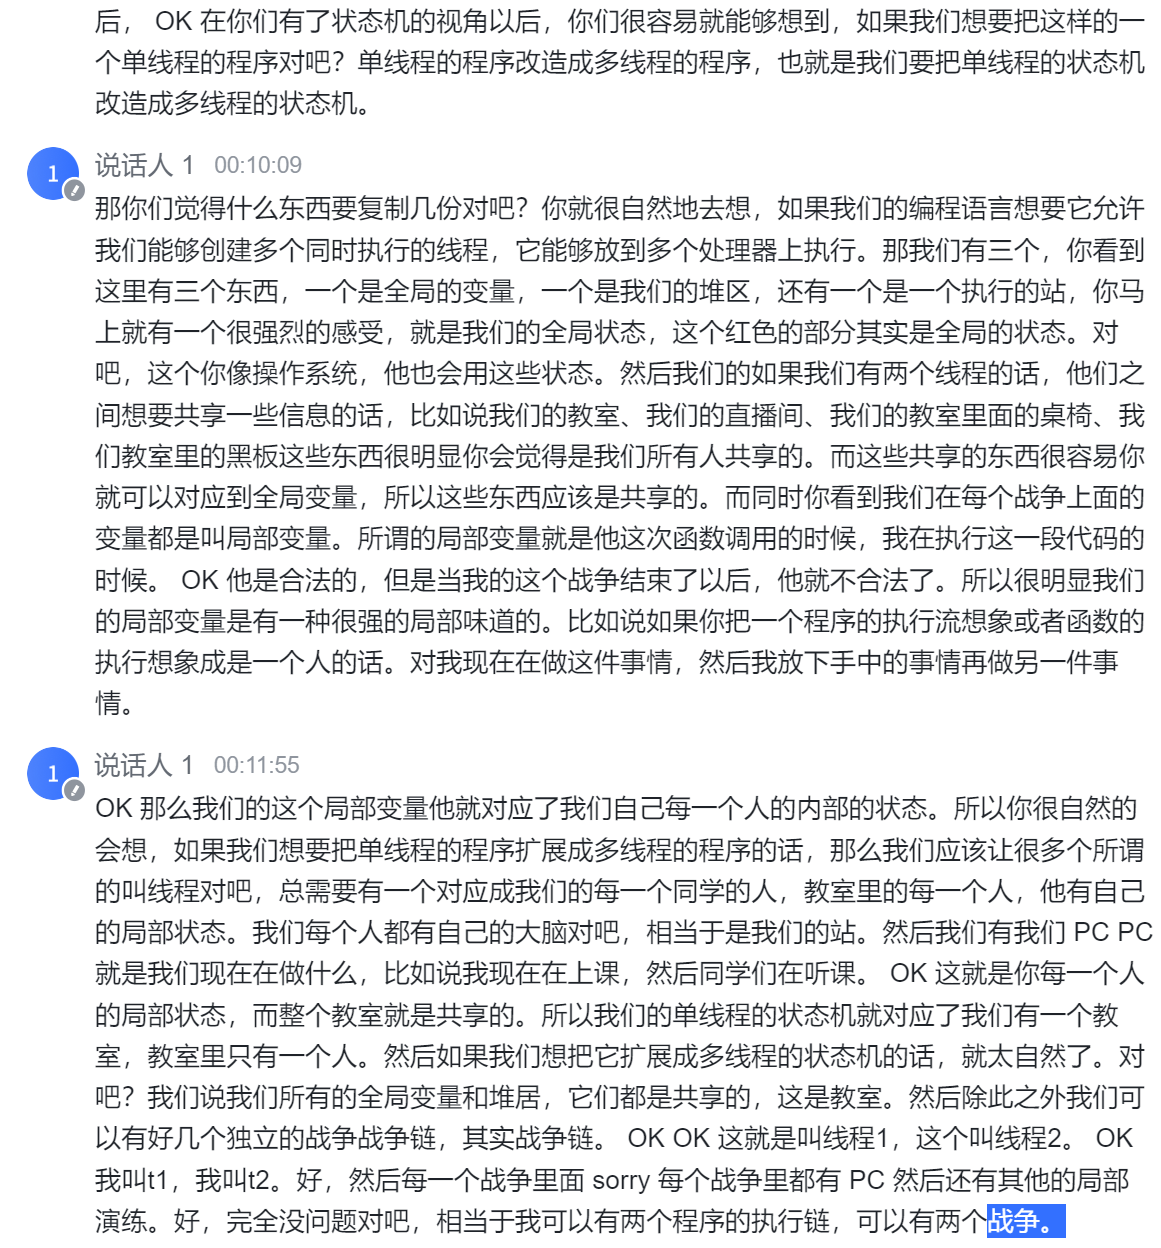 后， OK 在你们有了状态机的视角以后，你们很容易就能够想到，如果我们想要把这样的一
个单线程的程序对吧？单线程的程序改造成多线程的程序，也就是我们要把单线程的状态机
改造成多线程的状态机。
1 说话人 1 00:10:09
那你们觉得什么东西要复制几份对吧？你就很自然地去想，如果我们的编程语言想要它允许
我们能够创建多个同时执行的线程，它能够放到多个处理器上执行。那我们有三个，你看到
这里有三个东西，一个是全局的变量，一个是我们的堆区，还有一个是一个执行的站，你马
上就有一个很强烈的感受，就是我们的全局状态，这个红色的部分其实是全局的状态。对
吧，这个你像操作系统，他也会用这些状态。然后我们的如果我们有两个线程的话，他们之
间想要共享一些信息的话，比如说我们的教室、我们的直播间、我们的教室里面的桌椅、我
们教室里的黑板这些东西很明显你会觉得是我们所有人共享的。而这些共享的东西很容易你
就可以对应到全局变量，所以这些东西应该是共享的。而同时你看到我们在每个战争上面的
变量都是叫局部变量。所谓的局部变量就是他这次函数调用的时候，我在执行这一段代码的
时候。 OK 他是合法的，但是当我的这个战争结束了以后，他就不合法了。所以很明显我们
的局部变量是有一种很强的局部味道的。比如说如果你把一个程序的执行流想象或者函数的
执行想象成是一个人的话。对我现在在做这件事情，然后我放下手中的事情再做另一件事
情。
1 说话人 1 00:11:55
OK 那么我们的这个局部变量他就对应了我们自己每一个人的内部的状态。所以你很自然的
会想，如果我们想要把单线程的程序扩展成多线程的程序的话，那么我们应该让很多个所谓
的叫线程对吧，总需要有一个对应成我们的每一个同学的人，教室里的每一个人，他有自己
的局部状态。我们每个人都有自己的大脑对吧，相当于是我们的站。然后我们有我们 PC PC
就是我们现在在做什么，比如说我现在在上课，然后同学们在听课。 OK 这就是你每一个人
的局部状态，而整个教室就是共享的。所以我们的单线程的状态机就对应了我们有一个教
室，教室里只有一个人。然后如果我们想把它扩展成多线程的状态机的话，就太自然了。对
吧？我们说我们所有的全局变量和堆居，它们都是共享的，这是教室。然后除此之外我们可
以有好几个独立的战争战争链，其实战争链。 OK OK 这就是叫线程1，这个叫线程2。 OK
我叫t1，我叫t2。好，然后每一个战争里面 sorry 每个战争里都有 PC 然后还有其他的局部
演练。好，完全没问题对吧，相当于我可以有两个程序的执行链，可以有两个战争。